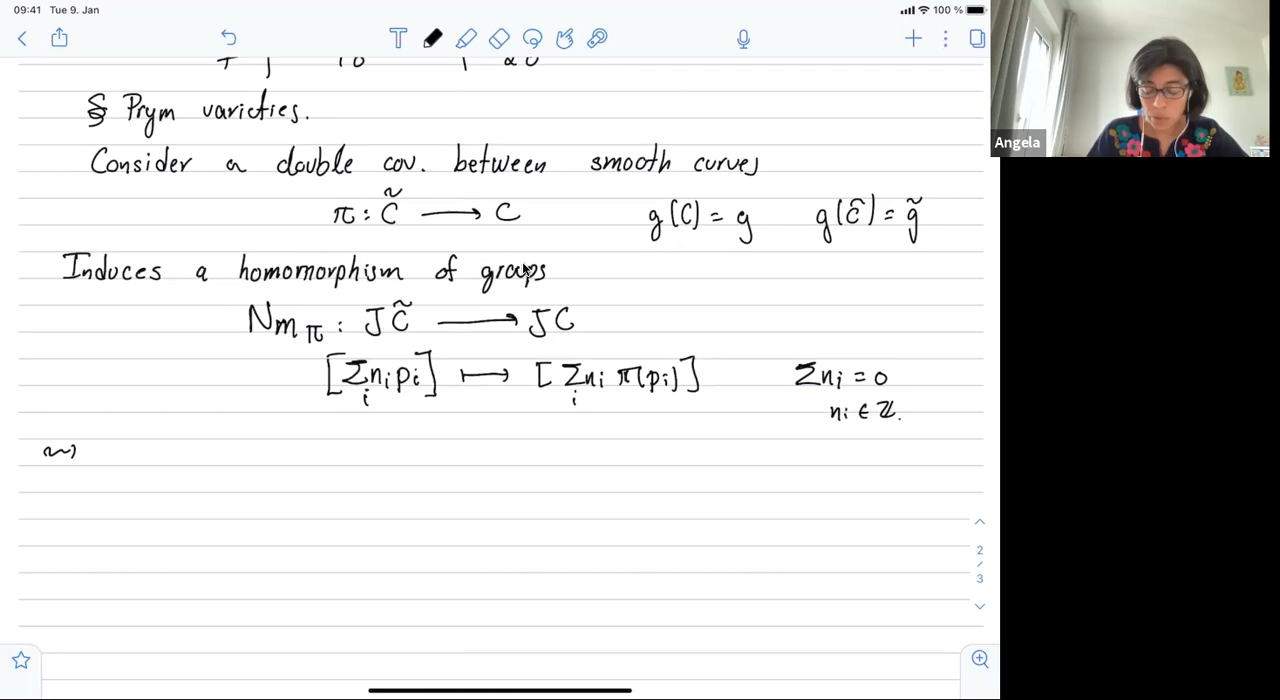 09:41 Tue 9. Jan
100 %
§ Prym varieties.
Consider a double cov. between smooth curves
π : C̃ ⟶ C g(C) = g g(C̃) = g̃
Induces a homomorphism of groups
Nm_π : JC̃ ⟶ JC
[Σ_i n_i p_i] ⟼ [Σ_i n_i π(p_i)] Σn_i = 0
n_i ∈ ℤ.
⇝
Angela
2
/
3